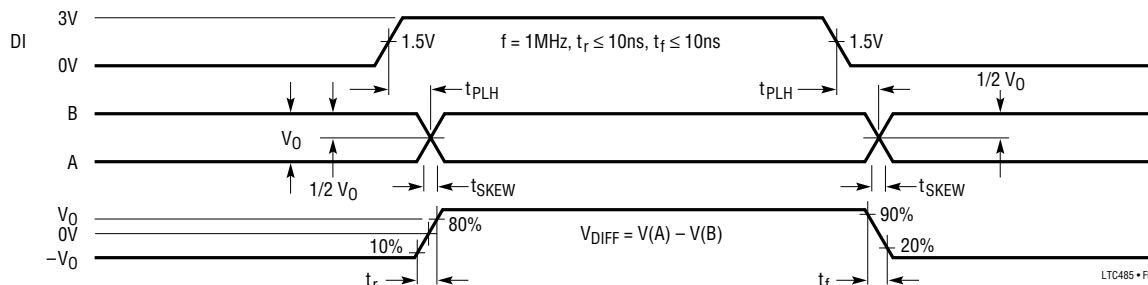 3V
DI
1.5V
f = 1MHz, tr ≤ 10ns, tf ≤ 10ns
1.5V
0V
tPLH
tPLH
1/2 VO
B
VO
A
1/2 VO
tSKEW
tSKEW
VO
0V
–VO
80%
10%
VDIFF = V(A) – V(B)
90%
20%
tr
tf
LTC485 •